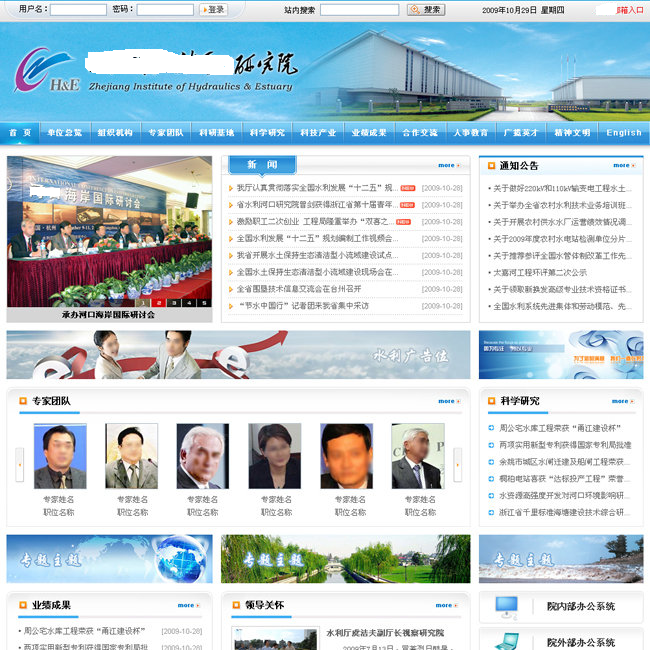 用户名： 密码： 登录 站内搜索 搜索 2009年10月29日 星期四 邮箱入口
研究院
H&E Zhejiang Institute of Hydraulics & Estuary
首 页 单位总览 组织机构 专家团队 科研基地 科学研究 科技产业 业绩成果 合作交流 人事教育 广揽英才 精神文明 English
海岸国际研讨会
1 2 3 4 5
承办河口海岸国际研讨会
新 闻 more
我厅认真贯彻落实全国水利发展“十二五”规... NEW [2009-10-28]
省水利河口研究院曾剑获得浙江省第十届青年... NEW [2009-10-28]
激励职工二次创业 工程局隆重举办“双喜之... NEW [2009-10-28]
全国水利发展“十二五”规划编制工作视频会... [2009-10-28]
我省开展水土保持生态清洁型小流域建设试点... [2009-10-28]
全国水土保持生态清洁型小流域建设现场会在... [2009-10-28]
全省围垦技术信息交流会在台州召开 [2009-10-28]
“节水中国行”记者团来我省集中采访 [2009-10-28]
通知公告 more
关于做好220kV和110kV输变电工程水土...
关于举办全省农村水利技术业务培训班...
关于开展农村供水水厂运营绩效情况调...
关于2009年度农村水电站检测单位分片...
关于推荐参评全国水管体制改革工作先...
太嘉河工程环评第二次公示
关于领取新换发高级专业技术资格证书...
全国水利系统先进集体和劳动模范、先...
水利广告位
专家团队 more
专家姓名 专家姓名 专家姓名 专家姓名 专家姓名 专家姓名
职位名称 职位名称 职位名称 职位名称 职位名称 职位名称
科学研究 more
周公宅水库工程荣获“甬江建设杯”
两项实用新型专利获得国家专利局批准
余姚市城区水闸迁建及船闸工程荣获...
桐柏电站喜获“达标投产工程”荣誉...
水资源高强度开发对河口环境影响研...
浙江省千里标准海塘建设技术综合研...
专题主题 专题主题
业绩成果 more
周公宅水库工程荣获“甬江建设杯” [2009-10-28]
两项实用新型专利获得国家专利局批 [2009-10-28]
领导关怀 more
水利厅虞洁夫副厅长视察研究院
院内部办公系统
院外部办公系统